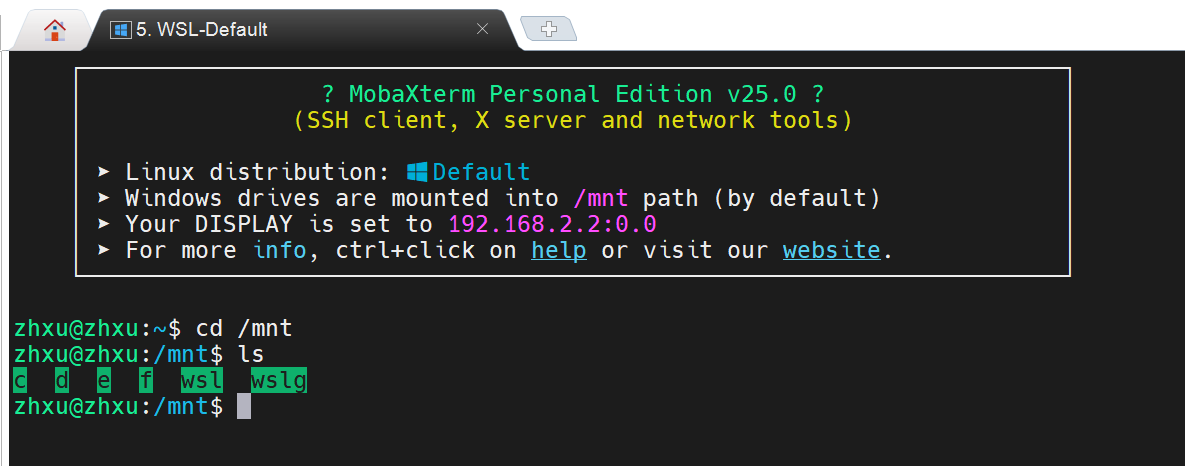 5. WSL-Default
? MobaXterm Personal Edition v25.0 ?
(SSH client, X server and network tools)
➤ Linux distribution: Default
➤ Windows drives are mounted into /mnt path (by default)
➤ Your DISPLAY is set to 192.168.2.2:0.0
➤ For more info, ctrl+click on help or visit our website.
zhxu@zhxu:~$ cd /mnt
zhxu@zhxu:/mnt$ ls
c d e f wsl wslg
zhxu@zhxu:/mnt$